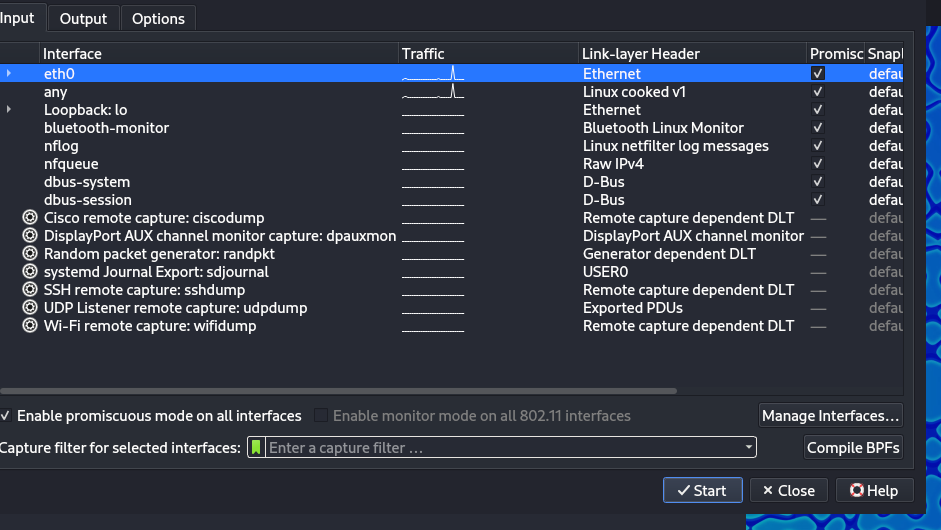 Input Output Options
Interface Traffic Link-layer Header Promisc Snapl
eth0 Ethernet defau
any Linux cooked v1 defau
Loopback: lo Ethernet defau
bluetooth-monitor Bluetooth Linux Monitor defau
nflog Linux netfilter log messages defau
nfqueue Raw IPv4 defau
dbus-system D-Bus defau
dbus-session D-Bus defau
Cisco remote capture: ciscodump Remote capture dependent DLT — defau
DisplayPort AUX channel monitor capture: dpauxmon DisplayPort AUX channel monitor — defau
Random packet generator: randpkt Generator dependent DLT — defau
systemd Journal Export: sdjournal USER0 — defau
SSH remote capture: sshdump Remote capture dependent DLT — defau
UDP Listener remote capture: udpdump Exported PDUs — defau
Wi-Fi remote capture: wifidump Remote capture dependent DLT — defau
Enable promiscuous mode on all interfaces Enable monitor mode on all 802.11 interfaces Manage Interfaces...
Capture filter for selected interfaces: Enter a capture filter ... Compile BPFs
Start Close Help